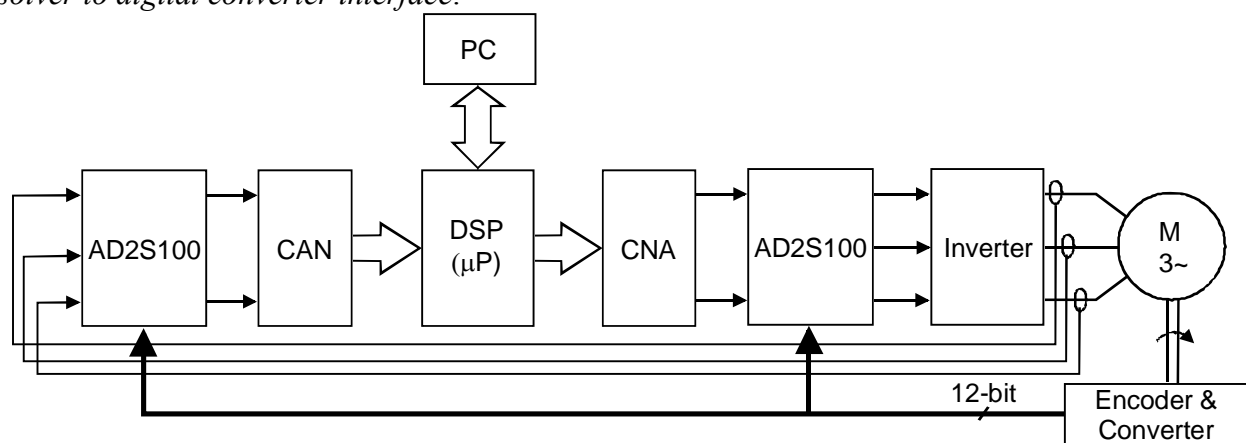 solver to digital converter interface.
PC
AD2S100
CAN
DSP
(μP)
CNA
AD2S100
Inverter
M
3~
12-bit
Encoder &
Converter